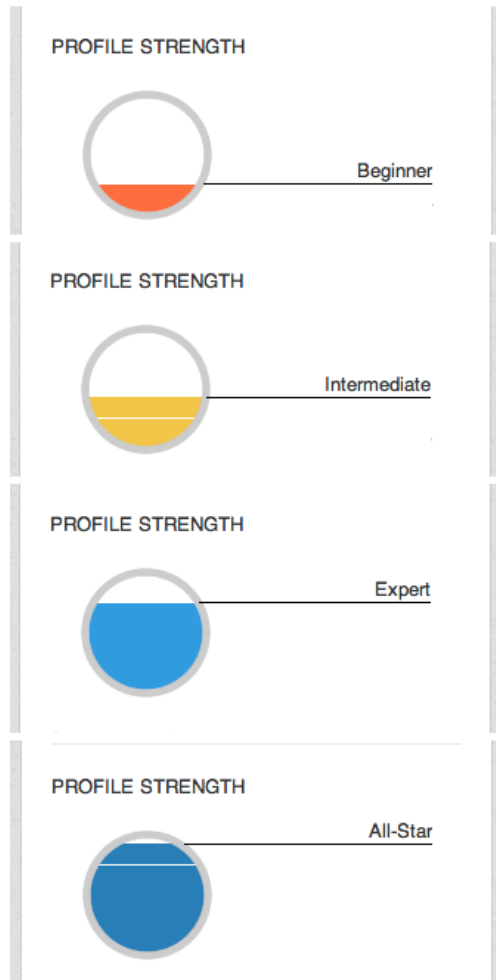 PROFILE STRENGTH
Beginner
PROFILE STRENGTH
Intermediate
PROFILE STRENGTH
Expert
PROFILE STRENGTH
All-Star